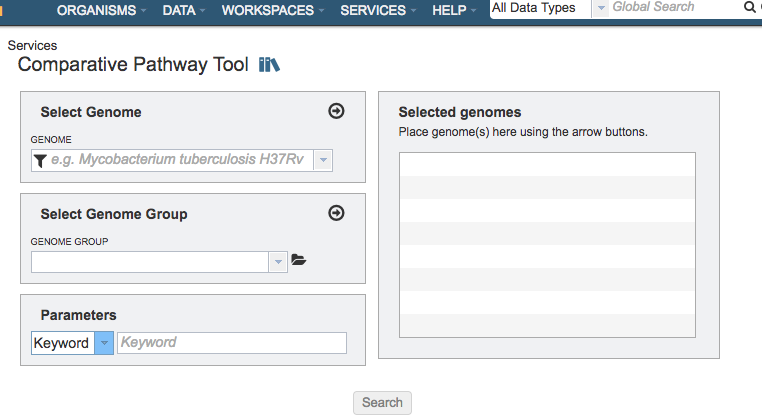 ORGANISMS DATA WORKSPACES SERVICES HELP All Data Types Global Search
Services
Comparative Pathway Tool
Select Genome
GENOME
e.g. Mycobacterium tuberculosis H37Rv
Select Genome Group
GENOME GROUP
Parameters
Keyword Keyword
Selected genomes
Place genome(s) here using the arrow buttons.
Search